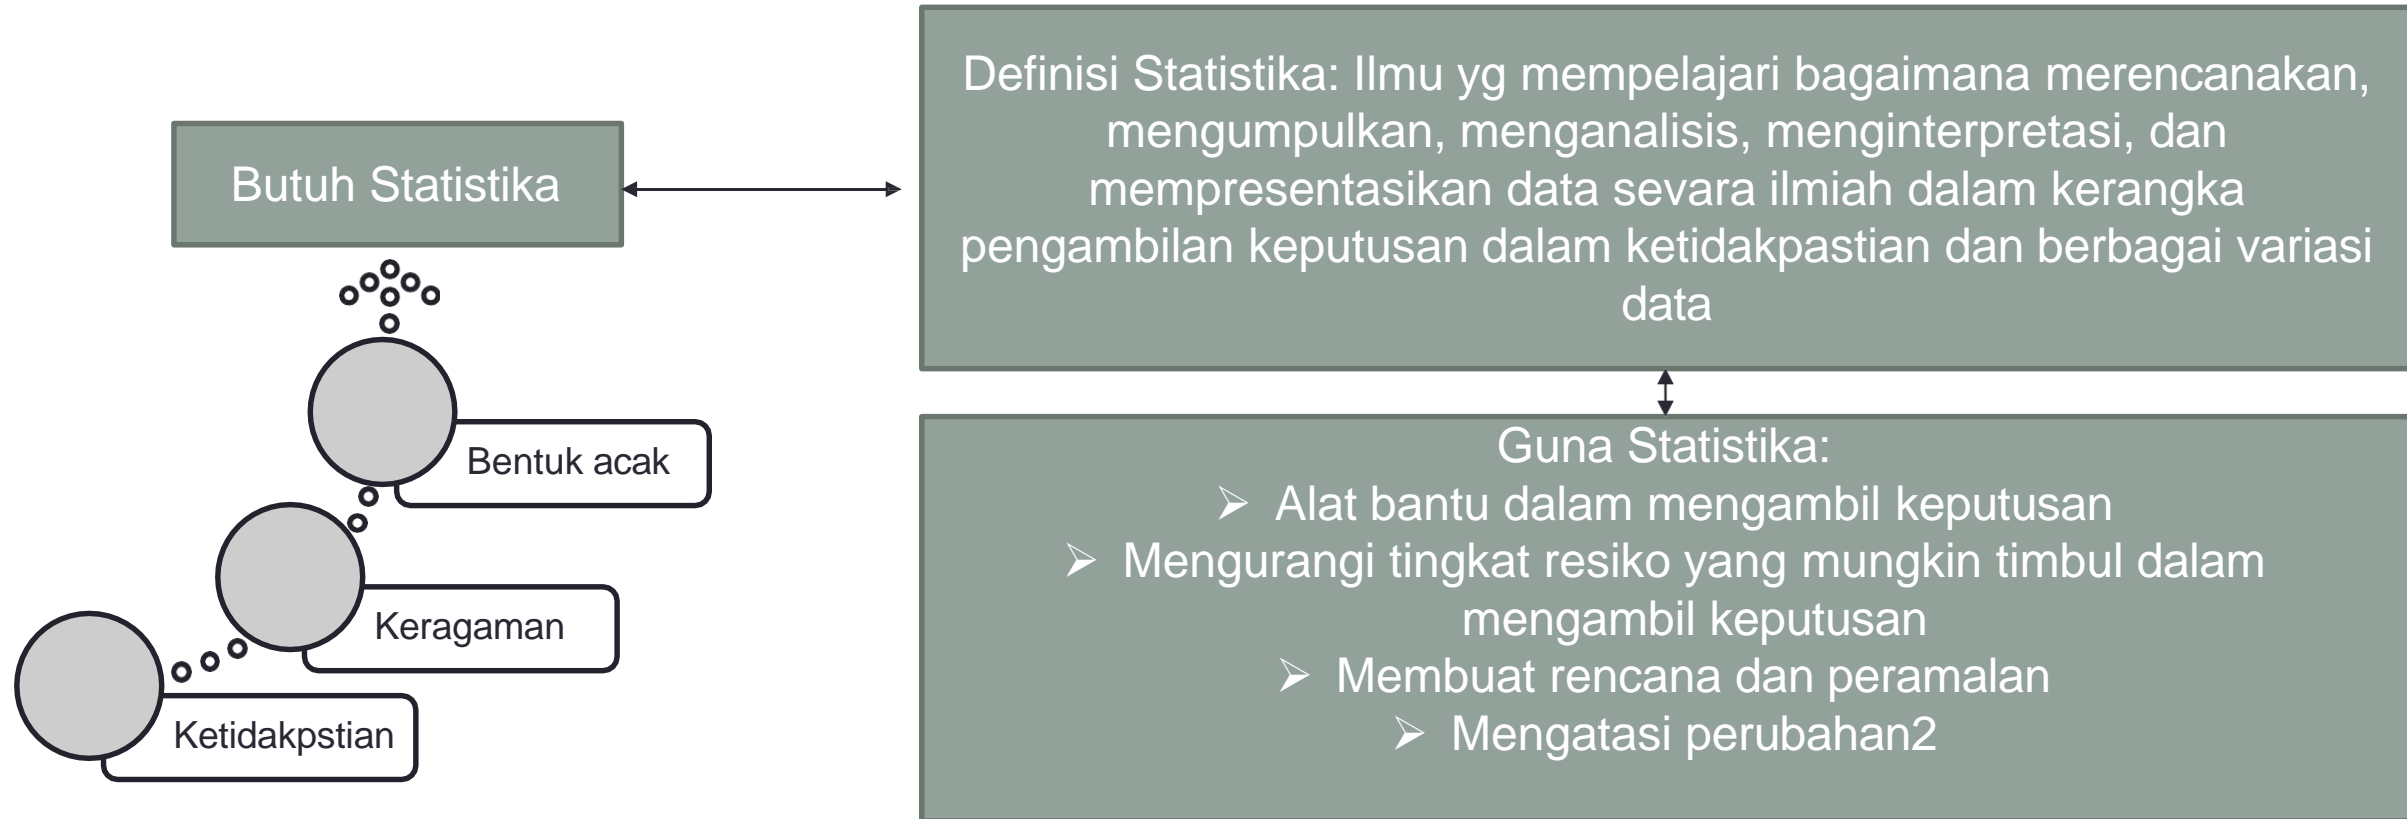 Butuh Statistika
Bentuk acak
Keragaman
Ketidakpstian
Definisi Statistika: Ilmu yg mempelajari bagaimana merencanakan,
mengumpulkan, menganalisis, menginterpretasi, dan
mempresentasikan data sevara ilmiah dalam kerangka
pengambilan keputusan dalam ketidakpastian dan berbagai variasi
data
Guna Statistika:
➢ Alat bantu dalam mengambil keputusan
➢ Mengurangi tingkat resiko yang mungkin timbul dalam
mengambil keputusan
➢ Membuat rencana dan peramalan
➢ Mengatasi perubahan2